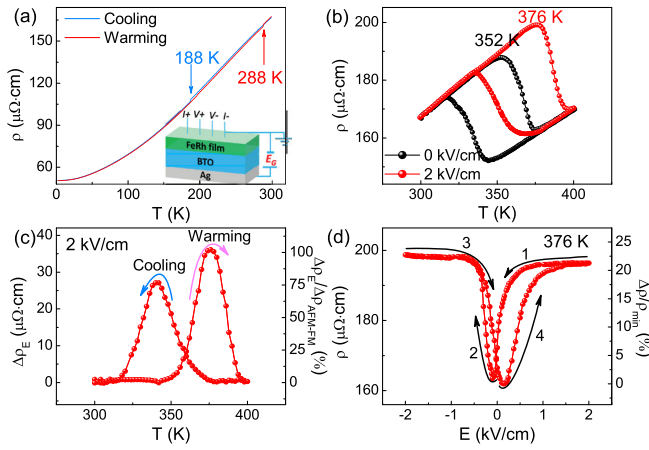 (a)
Cooling
Warming
188 K
288 K
I+ V+ V- I-
FeRh film
BTO
Ag
E_G
ρ (μΩ·cm)
160
120
90
60
0 100 200 300
T (K)
(b)
376 K
352 K
0 kV/cm
2 kV/cm
ρ (μΩ·cm)
200
180
160
300 350 400
T (K)
(c) 2 kV/cm
Warming
Cooling
Δρ_E (μΩ·cm)
40
30
20
10
0
Δρ_E/Δρ_AFM-FM (%)
100
75
50
25
0
250 300 350 400
T (K)
(d)
376 K
3
1
2
4
ρ (μΩ·cm)
200
180
160
Δρ/ρ_min (%)
25
20
15
10
5
0
-2 -1 0 1 2
E (kV/cm)